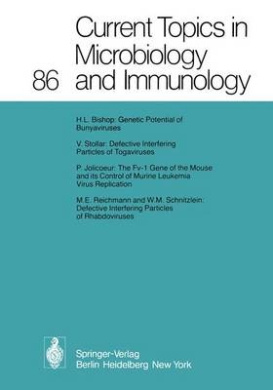 Current Topics in
Microbiology
86 and Immunology
H.L. Bishop: Genetic Potential of
Bunyaviruses
V. Stollar: Defective Interfering
Particles of Togaviruses
P. Jolicoeur: The Fv-1 Gene of the Mouse
and its Control of Murine Leukemia
Virus Replication
M.E. Reichmann and W.M. Schnitzlein:
Defective Interfering Particles
of Rhabdoviruses
Springer-Verlag
Berlin Heidelberg New York